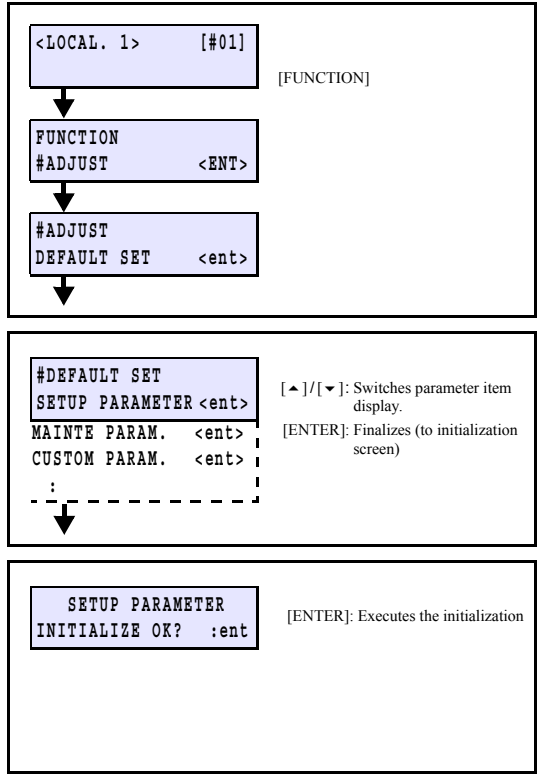 <LOCAL. 1> [#01]
[FUNCTION]
FUNCTION
#ADJUST <ENT>
#ADJUST
DEFAULT SET <ent>
#DEFAULT SET
SETUP PARAMETER <ent>
MAINTE PARAM. <ent>
CUSTOM PARAM. <ent>
:
[▲]/[▼]: Switches parameter item
display.
[ENTER]: Finalizes (to initialization
screen)
SETUP PARAMETER
INITIALIZE OK? :ent
[ENTER]: Executes the initialization